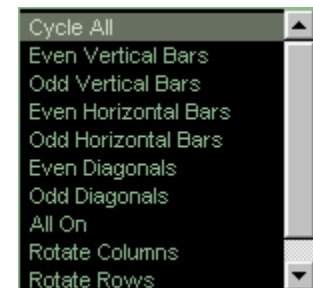 Cycle All
Even Vertical Bars
Odd Vertical Bars
Even Horizontal Bars
Odd Horizontal Bars
Even Diagonals
Odd Diagonals
All On
Rotate Columns
Rotate Rows